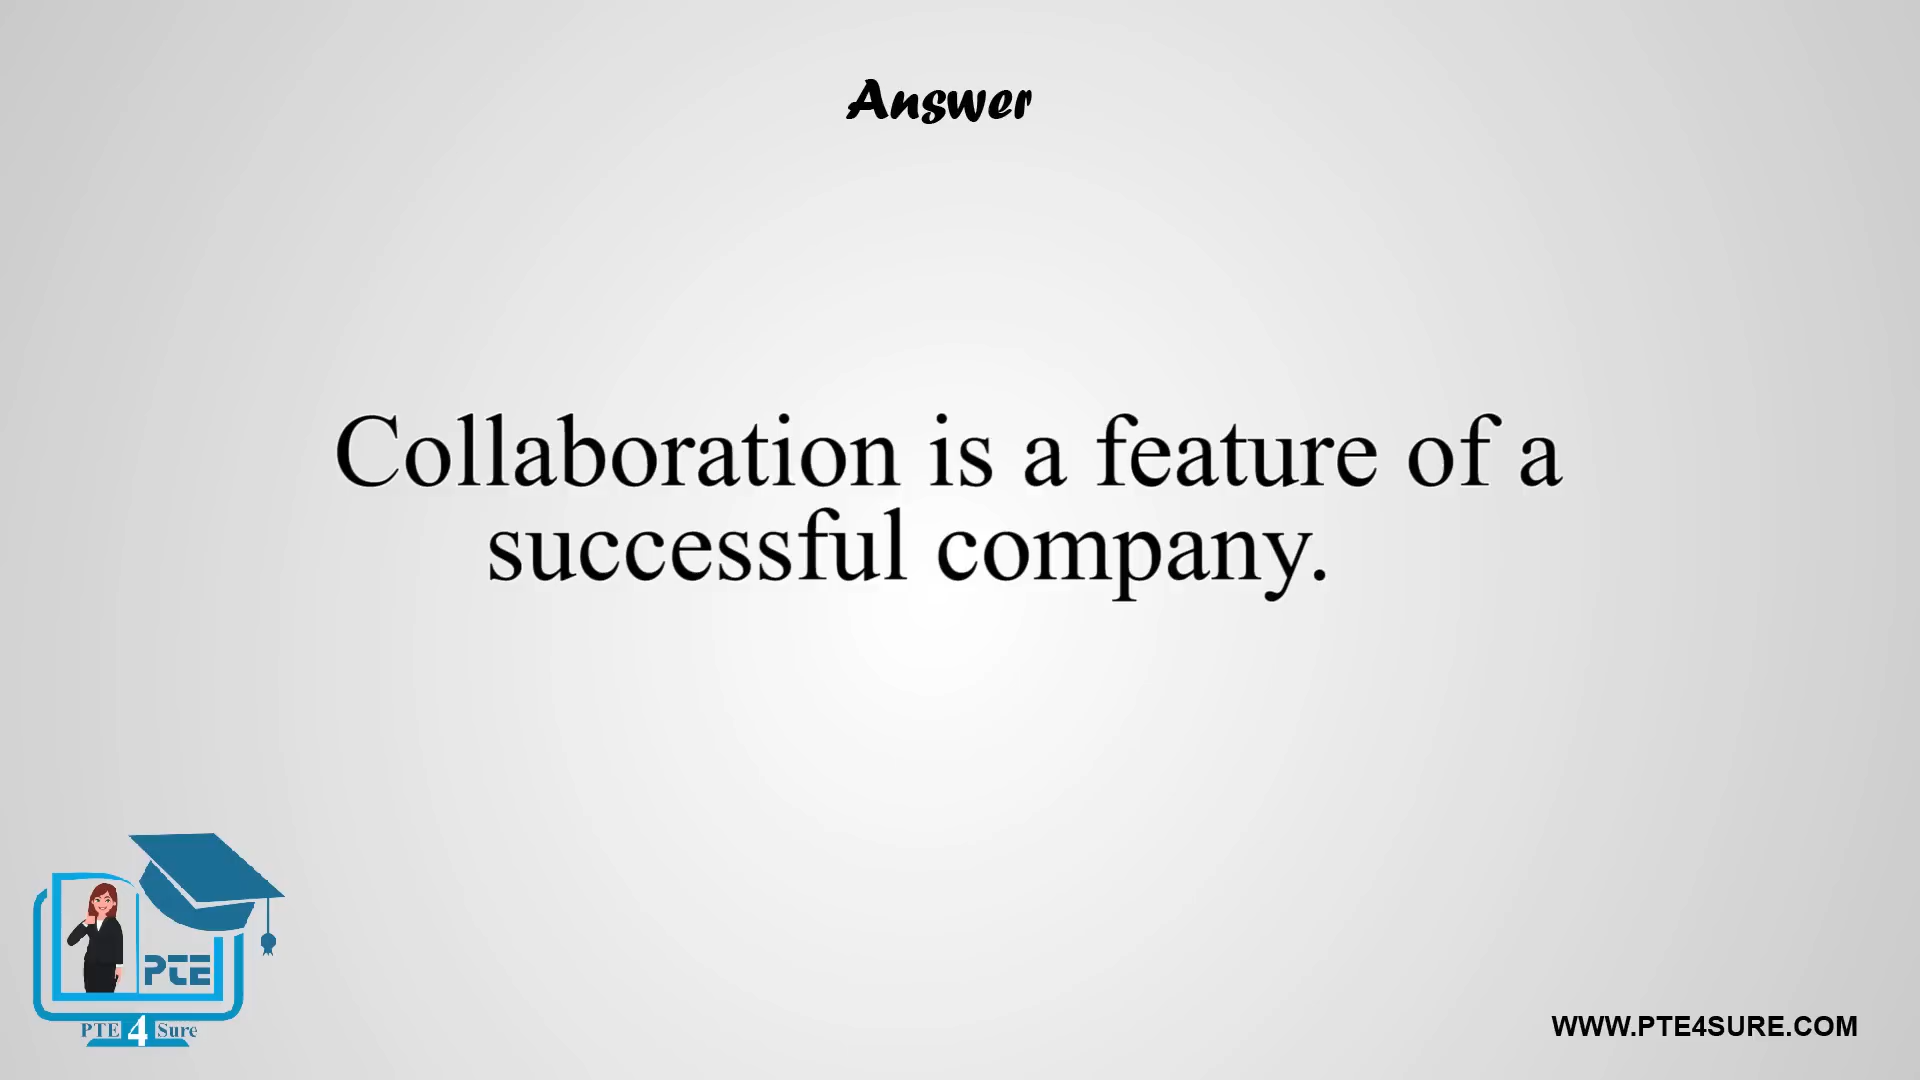 Answer
Collaboration is a feature of a
successful company.
PTE
PTE 4 Sure
WWW.PTE4SURE.COM